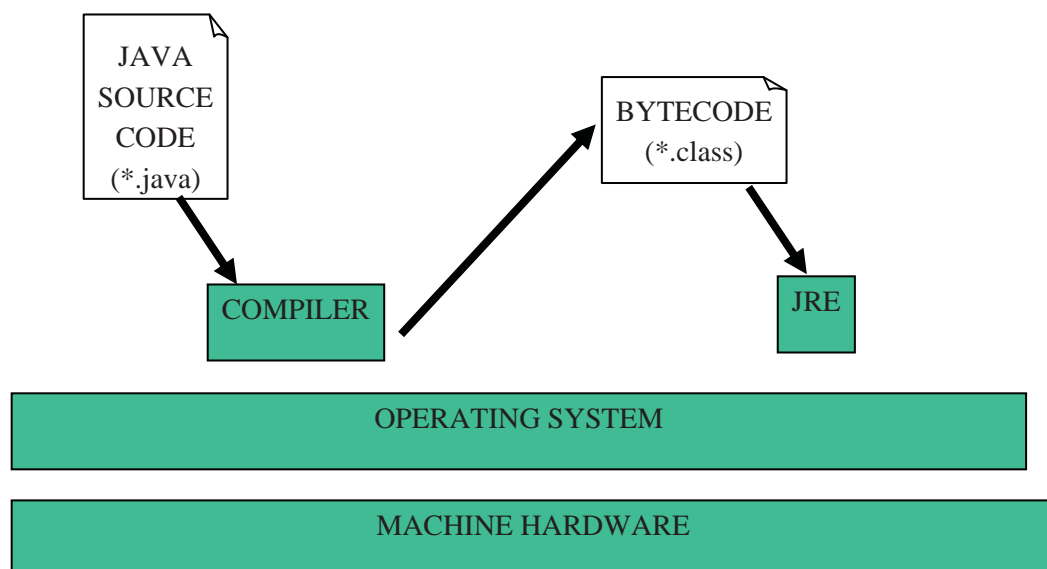 JAVA
SOURCE
CODE
(*.java)
BYTECODE
(*.class)
COMPILER
JRE
OPERATING SYSTEM
MACHINE HARDWARE